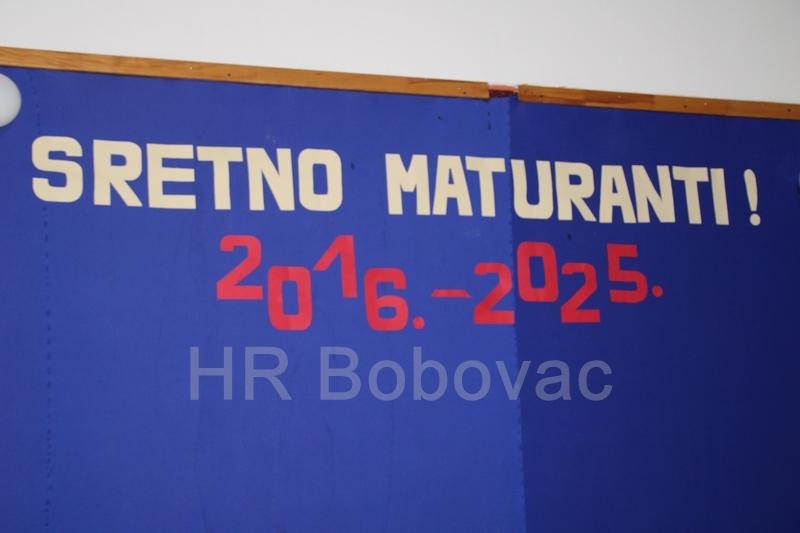 SRETNO MATURANTI!
2016.-2025.
HR Bobovac